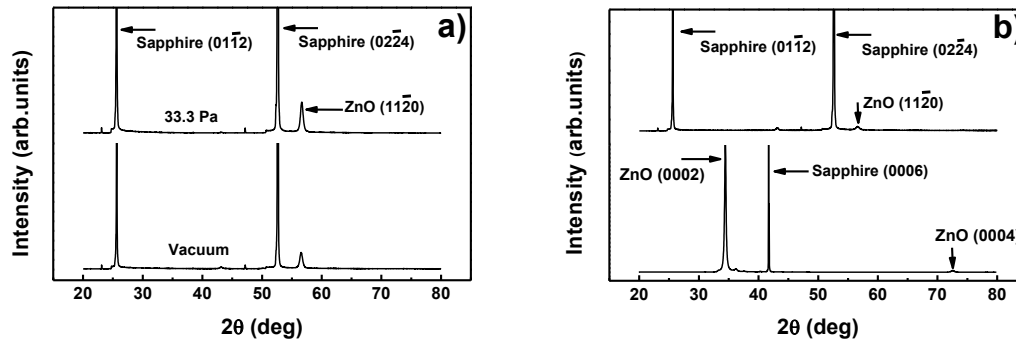 a)
Sapphire (011̅2)
Sapphire (022̅4)
ZnO (112̅0)
33.3 Pa
Vacuum
Intensity (arb.units)
20 30 40 50 60 70 80
2θ (deg)
b)
Sapphire (011̅2)
Sapphire (022̅4)
ZnO (112̅0)
ZnO (0002)
Sapphire (0006)
ZnO (0004)
Intensity (arb.units)
20 30 40 50 60 70 80
2θ (deg)